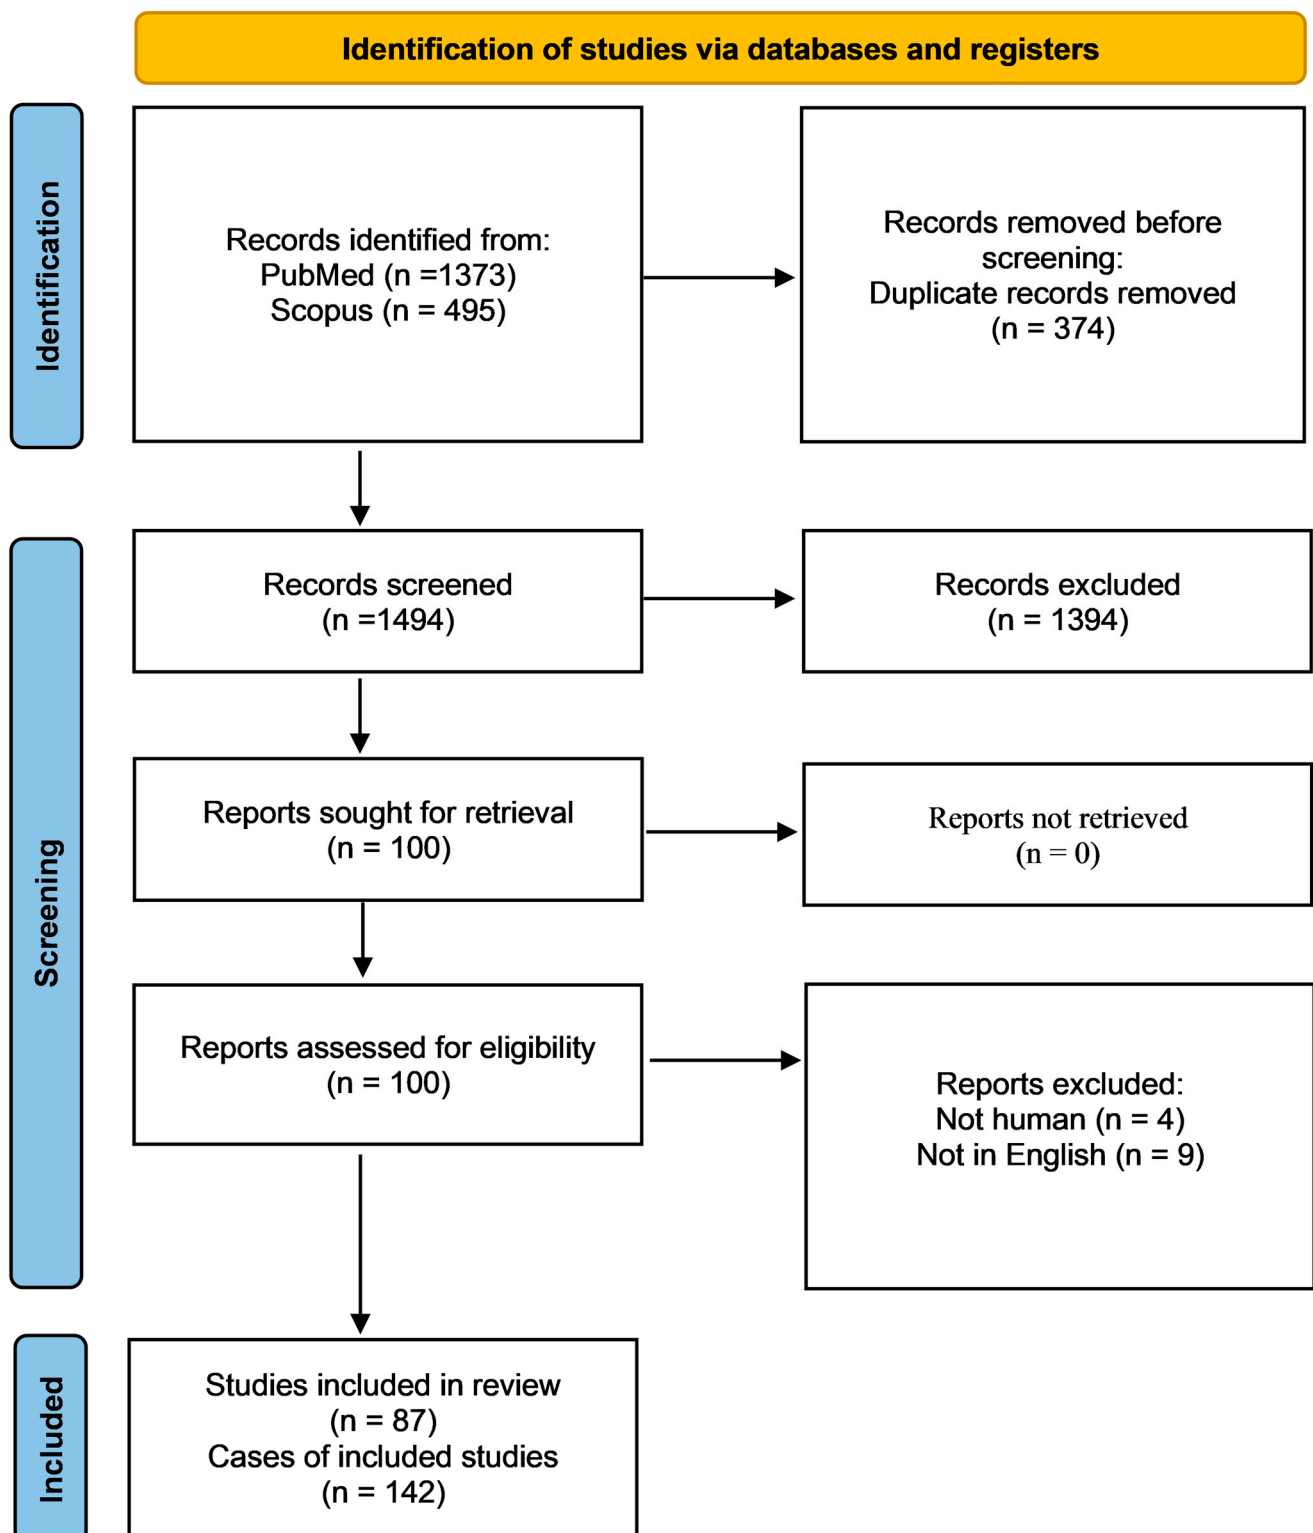 Identification of studies via databases and registers
Identification
Records identified from:
PubMed (n =1373)
Scopus (n = 495)
Records removed before
screening:
Duplicate records removed
(n = 374)
Screening
Records screened
(n =1494)
Records excluded
(n = 1394)
Reports sought for retrieval
(n = 100)
Reports not retrieved
(n = 0)
Reports assessed for eligibility
(n = 100)
Reports excluded:
Not human (n = 4)
Not in English (n = 9)
Included
Studies included in review
(n = 87)
Cases of included studies
(n = 142)